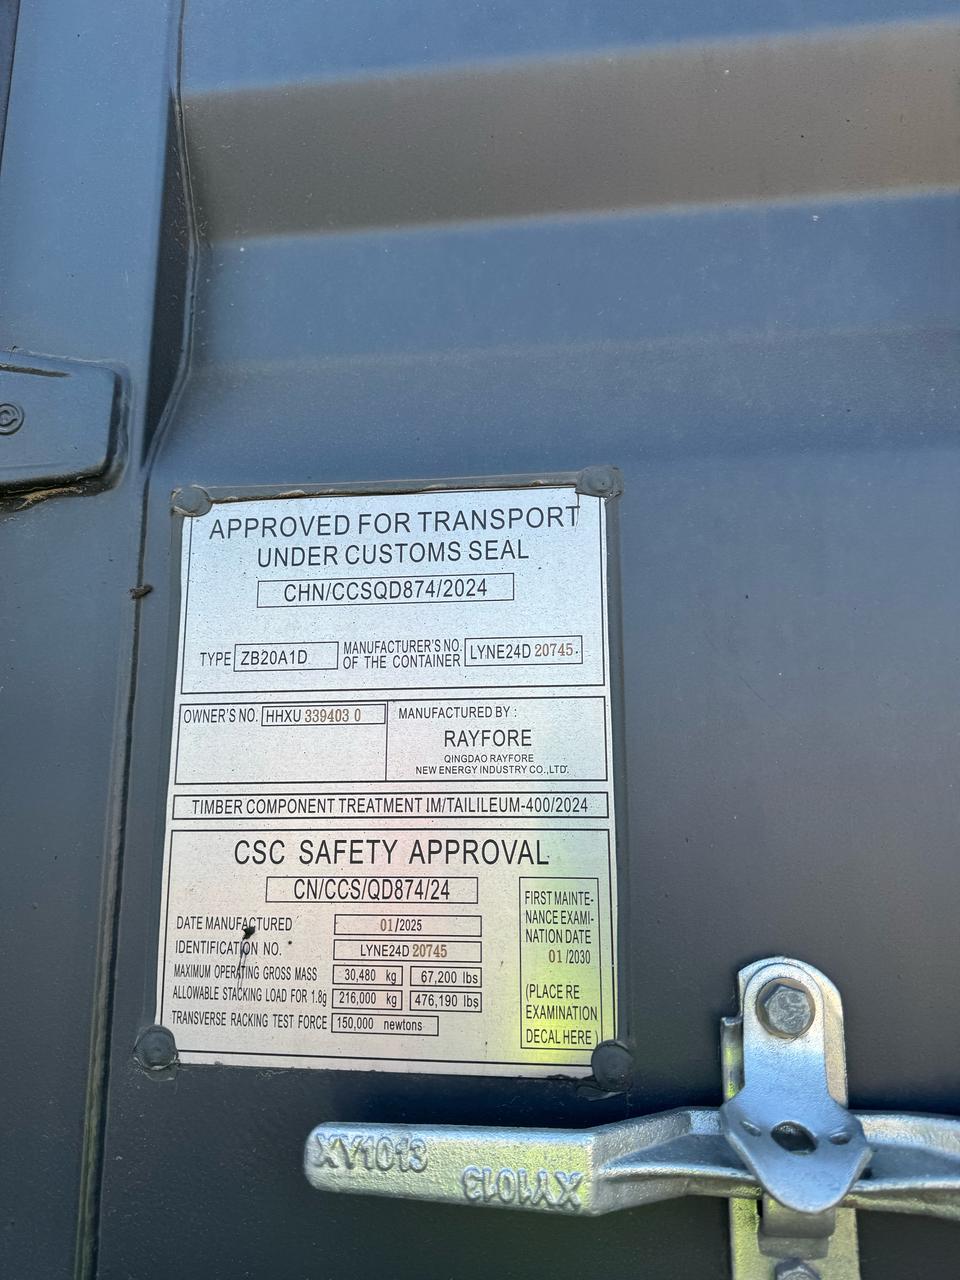 APPROVED FOR TRANSPORT
UNDER CUSTOMS SEAL
CHN/CCSQD874/2024
TYPE ZB20A1D MANUFACTURER'S NO. OF THE CONTAINER LYNE24D 20745
OWNER'S NO. HHXU 339403 0
MANUFACTURED BY :
RAYFORE
QINGDAO RAYFORE
NEW ENERGY INDUSTRY CO.,LTD.
TIMBER COMPONENT TREATMENT IM/TAILILEUM-400/2024
CSC SAFETY APPROVAL
CN/CCS/QD874/24
DATE MANUFACTURED 01/2025
IDENTIFICATION NO. LYNE24D 20745
MAXIMUM OPERATING GROSS MASS 30,480 kg 67,200 lbs
ALLOWABLE STACKING LOAD FOR 1.8g 216,000 kg 476,190 lbs
TRANSVERSE RACKING TEST FORCE 150,000 newtons
FIRST MAINTE-
NANCE EXAMI-
NATION DATE
01 /2030
(PLACE RE
EXAMINATION
DECAL HERE )
XV1013
XY1013